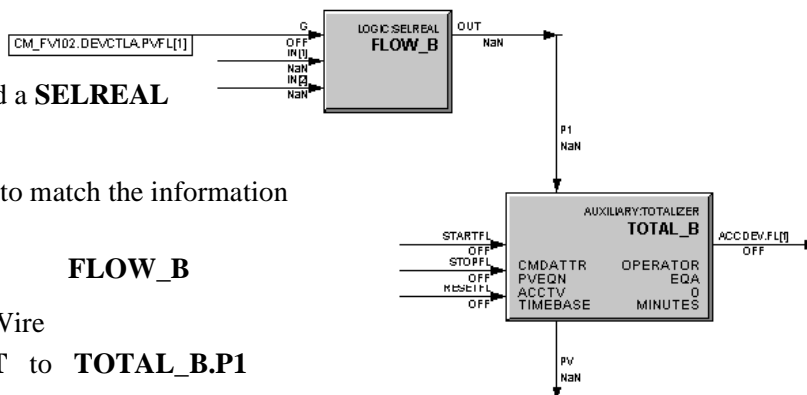 G
LOGIC:SELREAL
OUT
CM_FV102.DEVCTLA.PVFL[1]
OFF
FLOW_B
NaN
IN[1]
NaN
IN[2]
NaN
d a SELREAL
P1
NaN
to match the information
AUXILIARY:TOTALIZER
TOTAL_B
STARTFL
OFF
ACCDEV.FL[1]
OFF
STOPFL
OFF
RESETFL
OFF
CMDATTR OPERATOR
PVEQN EQA
ACCTV 0
TIMEBASE MINUTES
FLOW_B
Wire
T to TOTAL_B.P1
PV
NaN